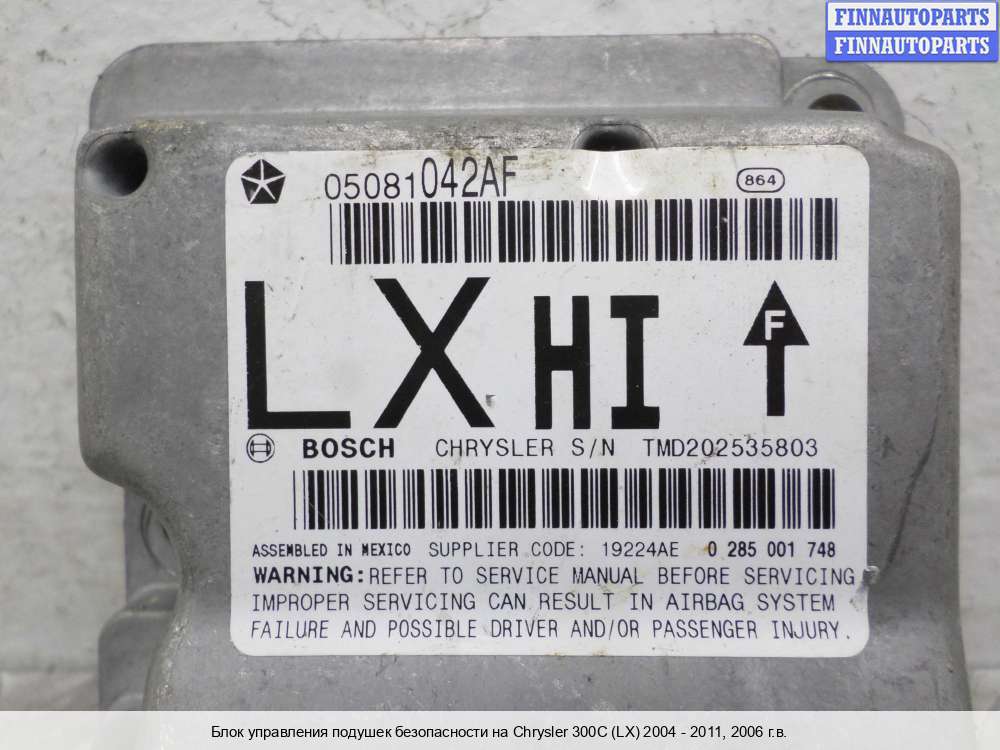 FINNAUTOPARTS
FINNAUTOPARTS
05081042AF
864
LX HI
F
BOSCH CHRYSLER S/N TMD202535803
ASSEMBLED IN MEXICO SUPPLIER CODE: 19224AE 0 285 001 748
WARNING: REFER TO SERVICE MANUAL BEFORE SERVICING
IMPROPER SERVICING CAN RESULT IN AIRBAG SYSTEM
FAILURE AND POSSIBLE DRIVER AND/OR PASSENGER INJURY.
Блок управления подушек безопасности на Chrysler 300C (LX) 2004 - 2011, 2006 г.в.